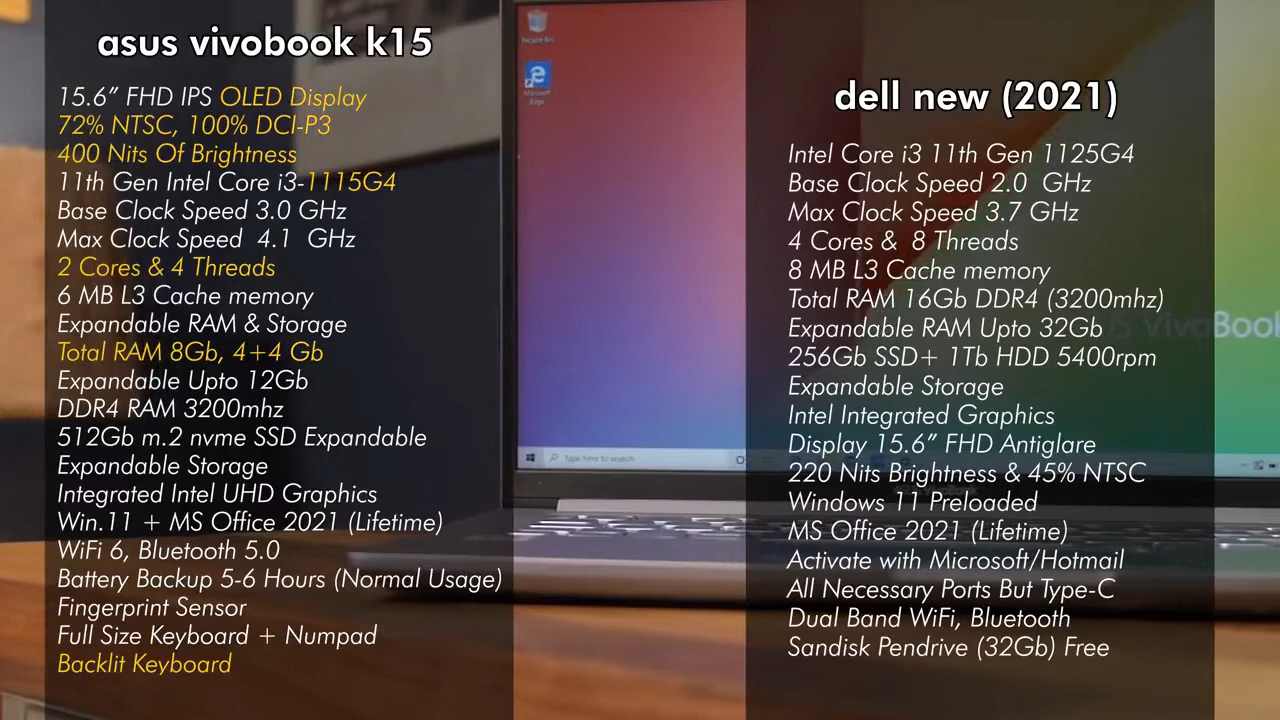 asus vivobook k15
15.6” FHD IPS OLED Display
72% NTSC, 100% DCI-P3
400 Nits Of Brightness
11th Gen Intel Core i3-1115G4
Base Clock Speed 3.0 GHz
Max Clock Speed 4.1 GHz
2 Cores & 4 Threads
6 MB L3 Cache memory
Expandable RAM & Storage
Total RAM 8Gb, 4+4 Gb
Expandable Upto 12Gb
DDR4 RAM 3200mhz
512Gb m.2 nvme SSD Expandable
Expandable Storage
Integrated Intel UHD Graphics
Win.11 + MS Office 2021 (Lifetime)
WiFi 6, Bluetooth 5.0
Battery Backup 5-6 Hours (Normal Usage)
Fingerprint Sensor
Full Size Keyboard + Numpad
Backlit Keyboard
Recycle Bin
Microsoft
Edge
Type here to search
dell new (2021)
Intel Core i3 11th Gen 1125G4
Base Clock Speed 2.0 GHz
Max Clock Speed 3.7 GHz
4 Cores & 8 Threads
8 MB L3 Cache memory
Total RAM 16Gb DDR4 (3200mhz)
Expandable RAM Upto 32Gb
256Gb SSD+ 1Tb HDD 5400rpm
Expandable Storage
Intel Integrated Graphics
Display 15.6” FHD Antiglare
220 Nits Brightness & 45% NTSC
Windows 11 Preloaded
MS Office 2021 (Lifetime)
Activate with Microsoft/Hotmail
All Necessary Ports But Type-C
Dual Band WiFi, Bluetooth
Sandisk Pendrive (32Gb) Free
VivoBook